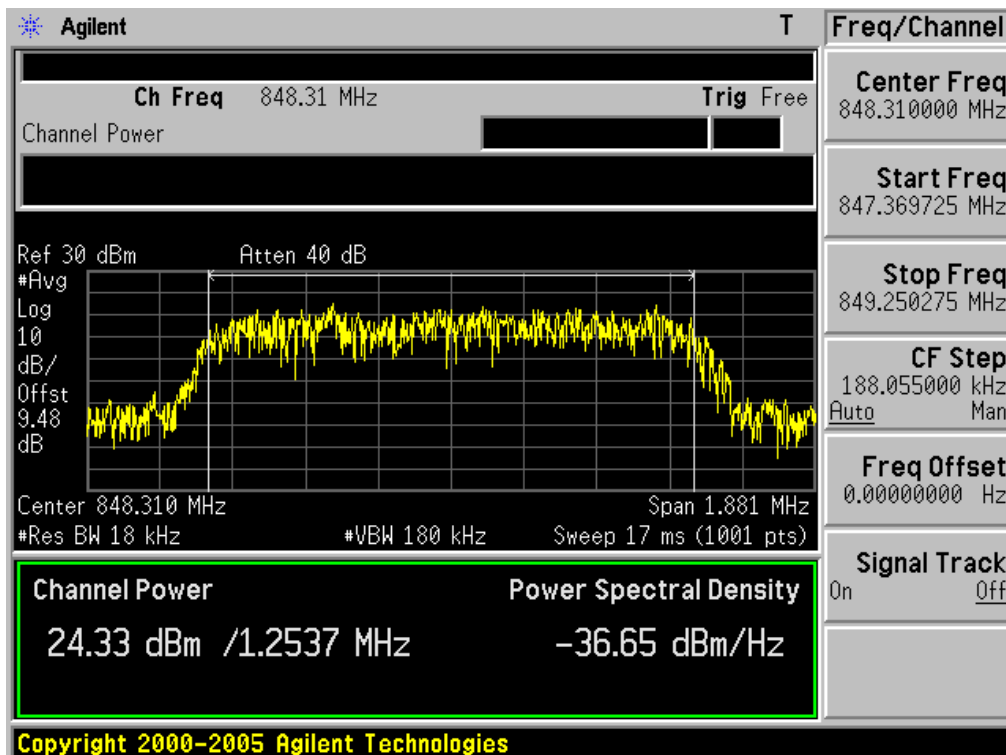 Agilent T
Freq/Channel
Ch Freq 848.31 MHz Trig Free
Channel Power
Ref 30 dBm Atten 40 dB
#Avg
Log
10
dB/
Offst
9.48
dB
Center 848.310 MHz Span 1.881 MHz
#Res BW 18 kHz #VBW 180 kHz Sweep 17 ms (1001 pts)
Channel Power Power Spectral Density
24.33 dBm /1.2537 MHz -36.65 dBm/Hz
Copyright 2000-2005 Agilent Technologies
Center Freq
848.310000 MHz
Start Freq
847.369725 MHz
Stop Freq
849.250275 MHz
CF Step
188.055000 kHz
Auto Man
Freq Offset
0.00000000 Hz
Signal Track
On Off